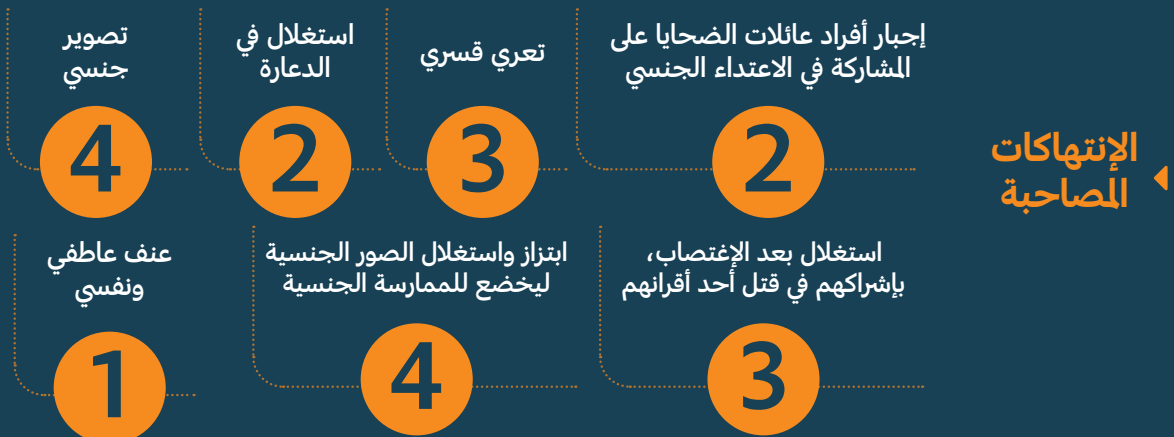 الإنتهاكات
المصاحبة
إجبار أفراد عائلات الضحايا على
المشاركة في الاعتداء الجنسي
2
تعري قسري
3
استغلال في
الدعارة
2
تصوير
جنسي
4
استغلال بعد الإغتصاب،
بإشراكهم في قتل أحد أقرانهم
3
ابتزاز واستغلال الصور الجنسية
ليخضع للممارسة الجنسية
4
عنف عاطفي
ونفسي
1